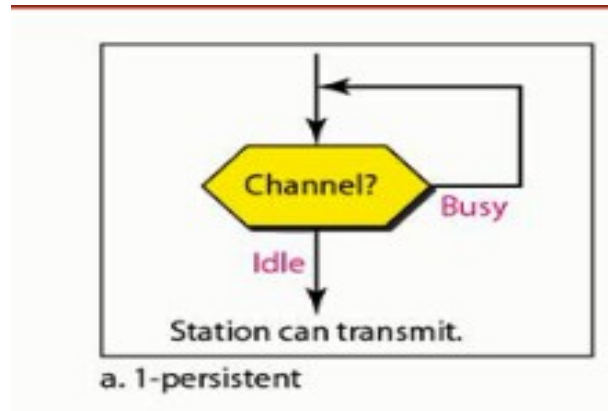 Channel?
Busy
Idle
Station can transmit.
a. 1-persistent